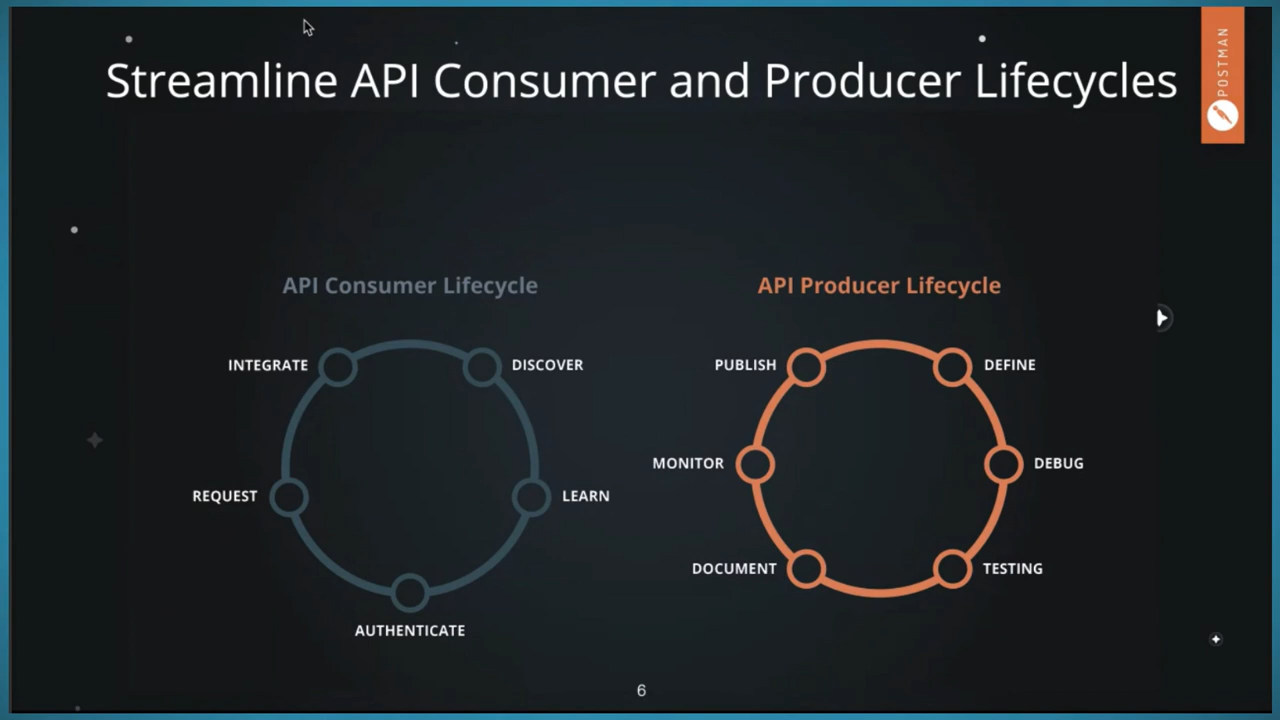 Streamline API Consumer and Producer Lifecycles
POSTMAN
API Consumer Lifecycle
INTEGRATE
DISCOVER
REQUEST
LEARN
AUTHENTICATE
API Producer Lifecycle
PUBLISH
DEFINE
MONITOR
DEBUG
DOCUMENT
TESTING
6